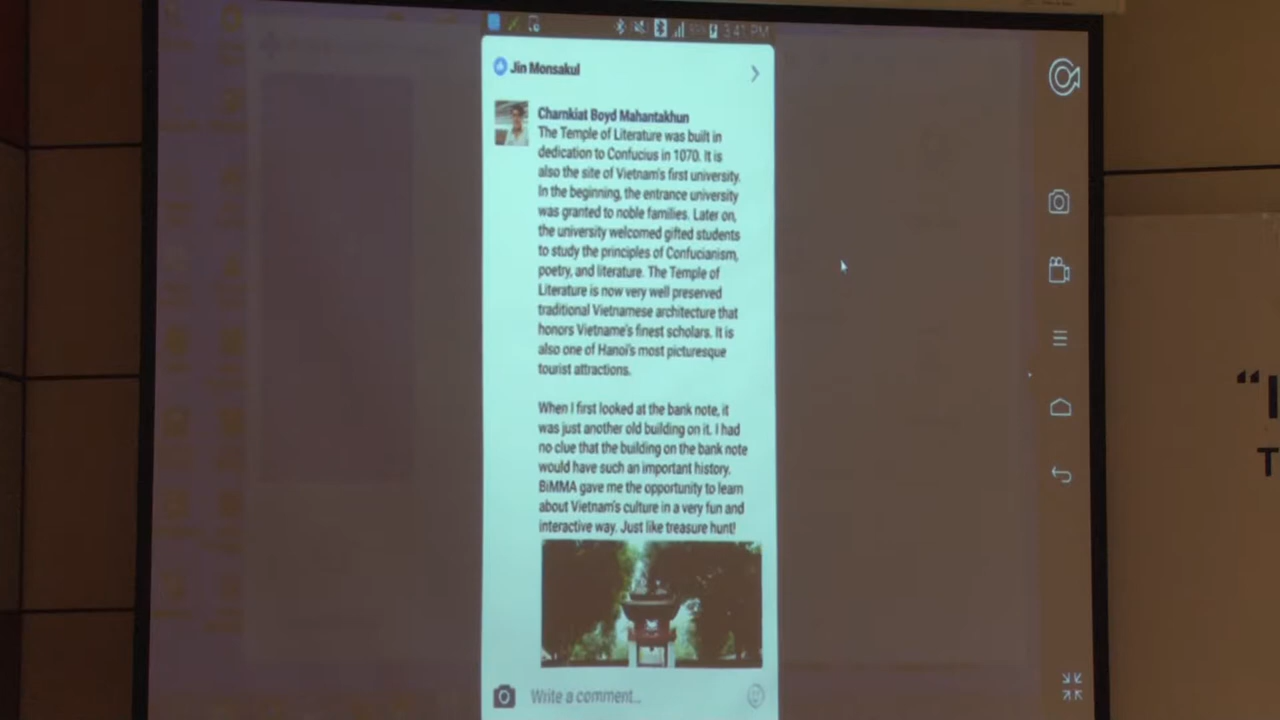 3:41 PM
Jin Monsakul
Charnkiat Boyd Mahantakhun
The Temple of Literature was built in
dedication to Confucius in 1070. It is
also the site of Vietnam's first university.
In the beginning, the entrance university
was granted to noble families. Later on,
the university welcomed gifted students
to study the principles of Confucianism,
poetry, and literature. The Temple of
Literature is now very well preserved
traditional Vietnamese architecture that
honors Vietname's finest scholars. It is
also one of Hanoi's most picturesque
tourist attractions.
When I first looked at the bank note, it
was just another old building on it. I had
no clue that the building on the bank note
would have such an important history.
BiMMA gave me the opportunity to learn
about Vietnam's culture in a very fun and
interactive way. Just like treasure hunt!
Write a comment...